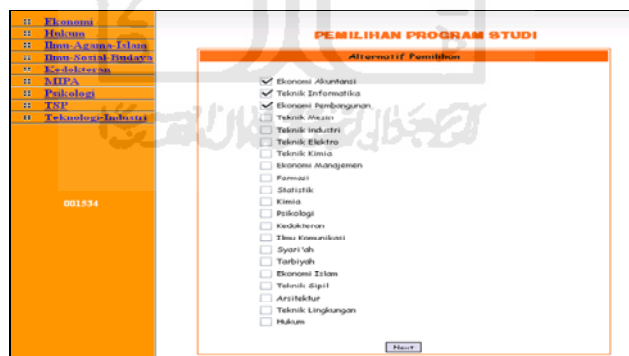 :: Ekonomi
:: Hukum
:: Ilmu-Agama-Islam
:: Ilmu-Sosial-Budaya
:: Kedokteran
:: MIPA
:: Psikologi
:: TSP
:: Teknologi-Industri
001534
PEMILIHAN PROGRAM STUDI
Alternatif Pemilihan
Ekonomi Akuntansi
Teknik Informatika
Ekonomi Pembangunan
Teknik Mesin
Teknik Industri
Teknik Elektro
Teknik Kimia
Ekonomi Manajemen
Farmasi
Statistik
Kimia
Psikologi
Kedokteran
Ilmu Komunikasi
Syari'ah
Tarbiyah
Ekonomi Islam
Teknik Sipil
Arsitektur
Teknik Lingkungan
Hukum
Next